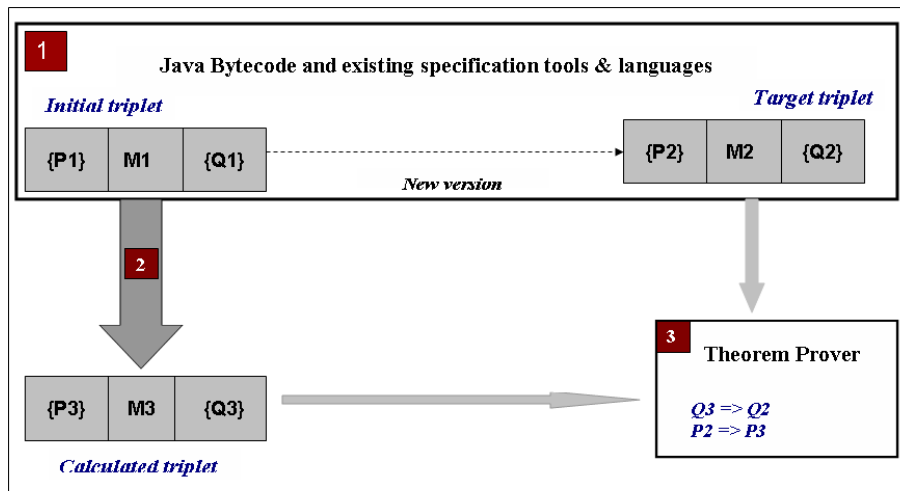 1
Java Bytecode and existing specification tools & languages
Initial triplet
Target triplet
{P1} M1 {Q1}
{P2} M2 {Q2}
New version
2
3
Theorem Prover
{P3} M3 {Q3}
Q3 => Q2
P2 => P3
Calculated triplet